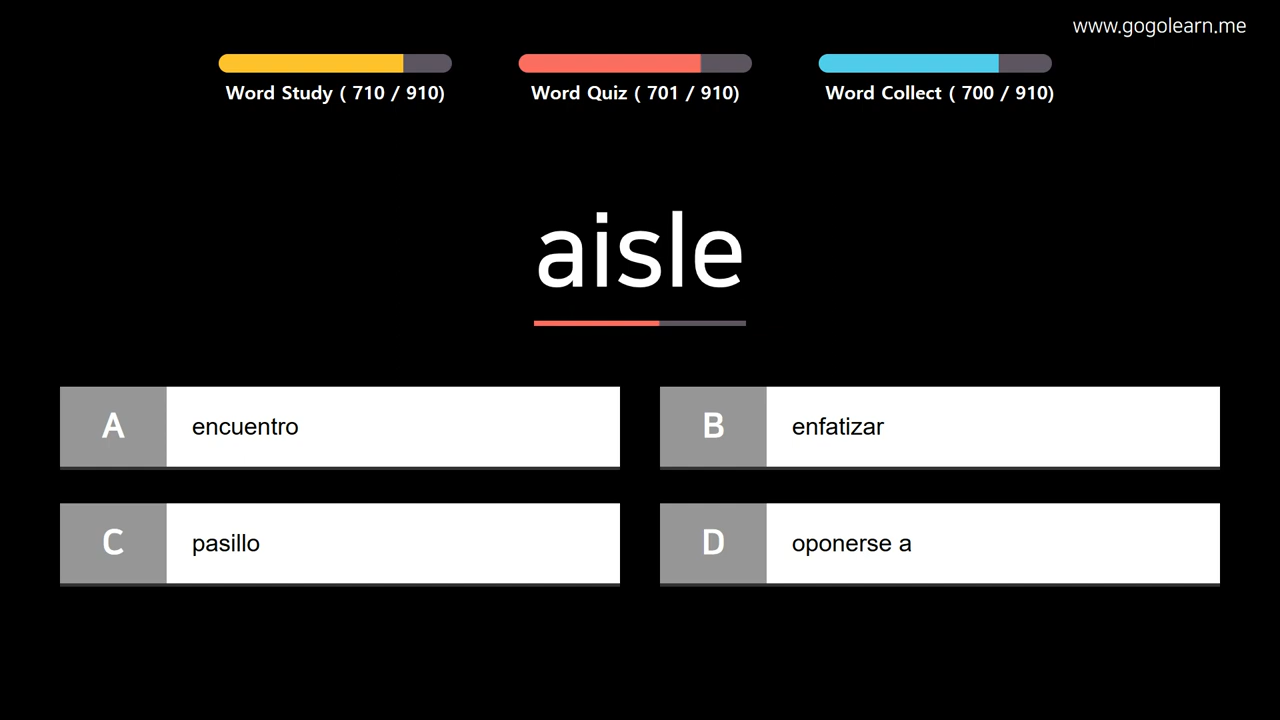 www.gogolearn.me
Word Study ( 710 / 910)
Word Quiz ( 701 / 910)
Word Collect ( 700 / 910)
aisle
A
encuentro
B
enfatizar
C
pasillo
D
oponerse a